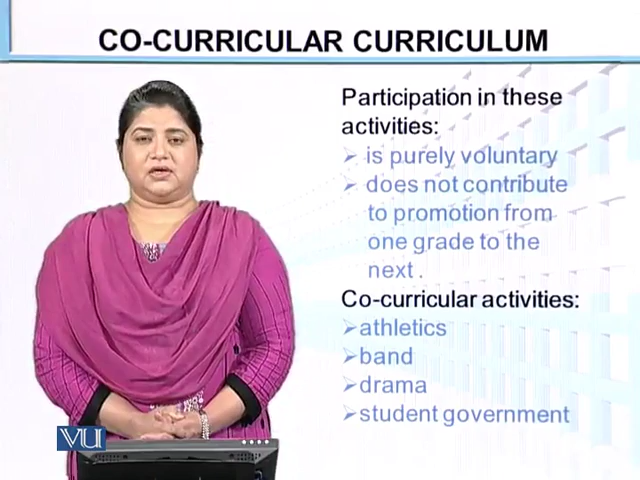 CO-CURRICULAR CURRICULUM
Participation in these
activities:
➢ is purely voluntary
➢ does not contribute
to promotion from
one grade to the
next .
Co-curricular activities:
➢athletics
➢band
➢drama
➢student government
VU